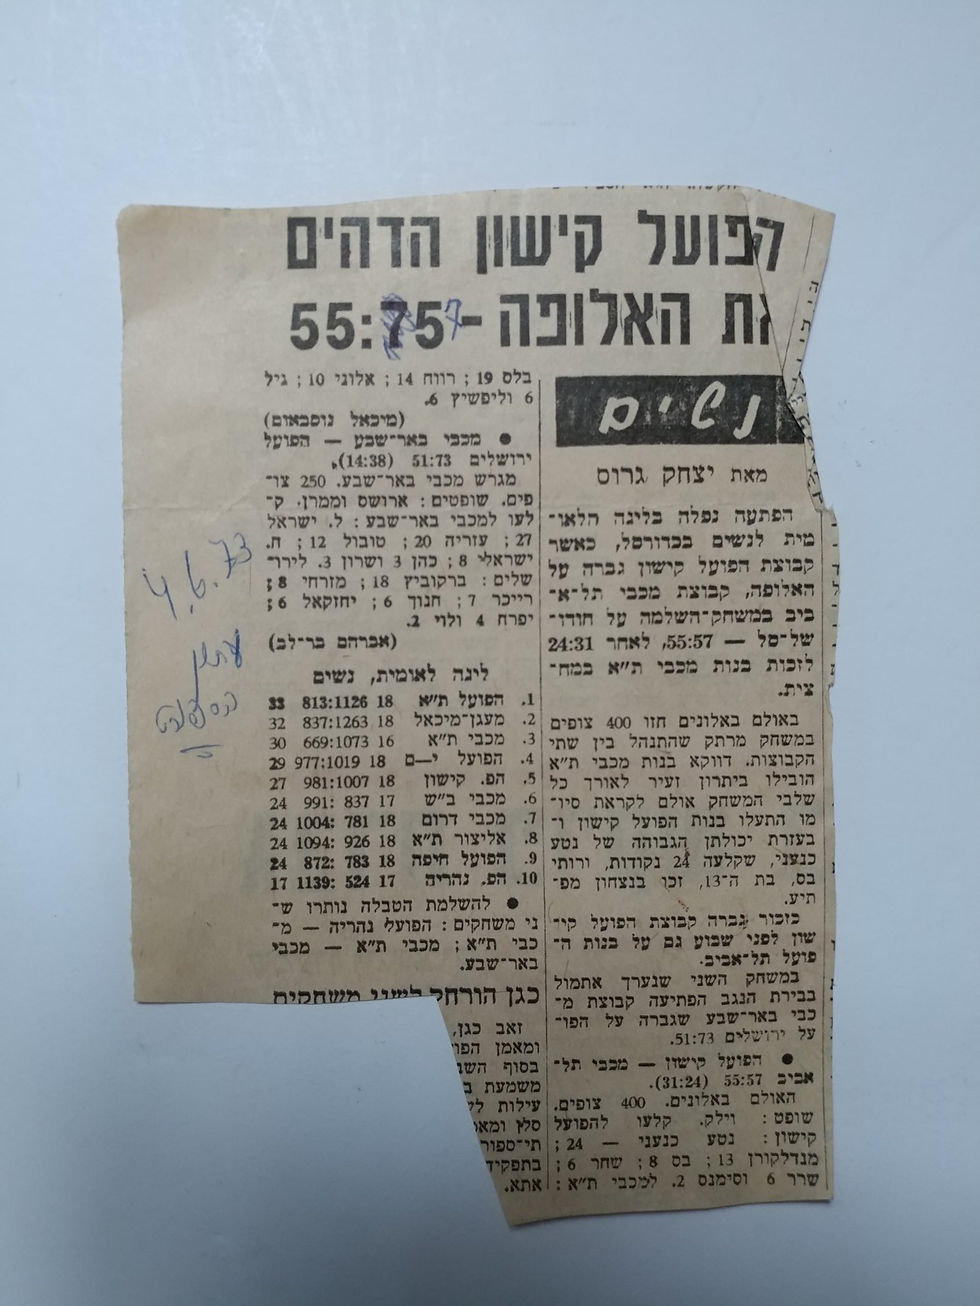 הפועל קישון הדהים
את האלופה - 55:75
7
נשים
מאת יצחק גרוס
הפתעה נפלה בליגה הלאו-
מית לנשים בכדורסל, כאשר
קבוצת הפועל קישון גברה על
האלופה, קבוצת מכבי תל־א-
ביב במשחק־השלמה על חודו-
של־סל — 55:57, לאחר 24:31
לזכות בנות מכבי ת״א במח-
צית.
באולם באלונים חזו 400 צופים
במשחק מרתק שהתנהל בין שתי
הקבוצות. דווקא בנות מכבי ת״א
הובילו ביתרון זעיר לאורך כל
שלבי המשחק אולם לקראת סיו-
מו התעלו בנות הפועל קישון ו-
בעזרת יכולתן הגבוהה של נטע
כנעני, שקלעה 24 נקודות, ורותי
בס, בת ה־13, זכו בנצחון מפ-
תיע.
כזכור גברה קבוצת הפועל קי-
שון לפני שבוע גם על בנות ה-
פועל תל־אביב.
במשחק השני שנערך אתמול
בבירת הנגב הפתיעה קבוצת מ-
כבי באר־שבע שגברה על הפו-
על ירושלים 51:73.
● הפועל קישון — מכבי תל-
אביב 55:57 (31:24).
האולם באלונים. 400 צופים.
שופט: וילק. קלעו להפועל
קישון: נטע כנעני — 24;
מנדלקורן 13; בס 8; שחר 6;
שרר 6 וסימנס 2. למכבי ת״א:
בלס 19; רווח 14; אלוני 10; גיל
6 וליפשיץ 6.
(מיכאל נוסבאום)
● מכבי באר־שבע — הפועל
ירושלים 51:73 (14:38).
מגרש מכבי באר־שבע. 250 צו-
פים. שופטים: ארושס וממרן. ק-
לעו למכבי באר־שבע: ל. ישראל
27; עזריה 20; טובול 12; ח.
ישראלי 8; כהן 3 ושרון 3. לירו-
שלים: ברקוביץ 18; מזרחי 8;
רייכר 7; חנוך 6; יחזקאל 6;
יפרח 4 ולוי 2.
(אברהם בר־לב)
ליגה לאומית, נשים
1. הפועל ת״א 18 813:1126 33
2. מעגן־מיכאל 18 837:1263 32
3. מכבי ת״א 16 669:1073 30
4. הפועל י—ם 18 977:1019 29
5. הפ. קישון 18 981:1007 27
6. מכבי ב״ש 17 837 :991 24
7. מכבי דרום 18 781 :1004 24
8. אליצור ת״א 18 926 :1094 24
9. הפועל חיפה 18 783 :872 24
10. הפ. נהריה 17 524 :1139 17
● להשלמת הטבלה נותרו ש-
ני משחקים: הפועל נהריה — מ-
כבי ת״א; מכבי ת״א — מכבי
באר־שבע.
כגן הורחק לשני משחקים
זאב כגן,
ומאמן הפו
בסוף השב
משמעת ב
עילות לש
סלץ ומאמ
תי־ספור
בתפקיד
אתא.
4.6.73
עתון
הספורט